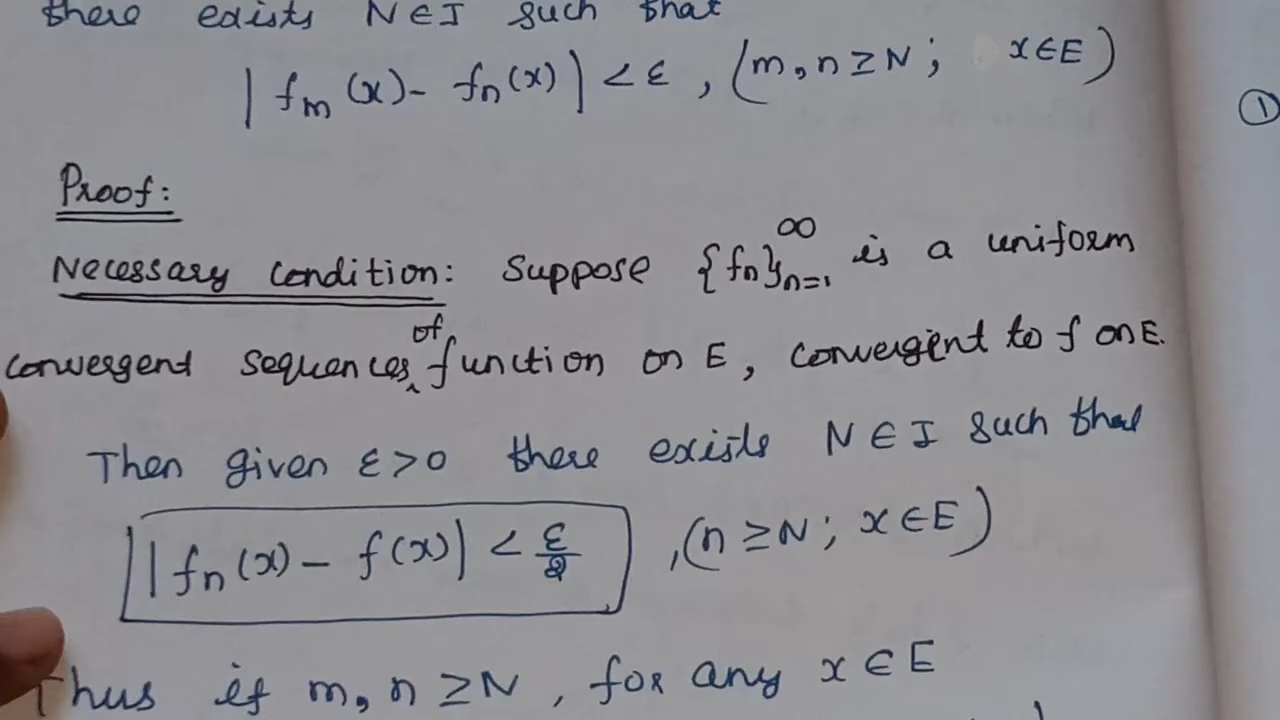 there exists N∈I such that
|fm(x) - fn(x)| < ε, (m, n ≥ N; x∈E)
①
Proof:
Necessary condition: Suppose {fn}∞n=1 is a uniform
convergent sequences of function on E, convergent to f on E.
Then given ε>0 there exists N∈I such that
|fn(x) - f(x)| < ε/2, (n ≥ N; x∈E)
Thus if m, n ≥ N, for any x∈E